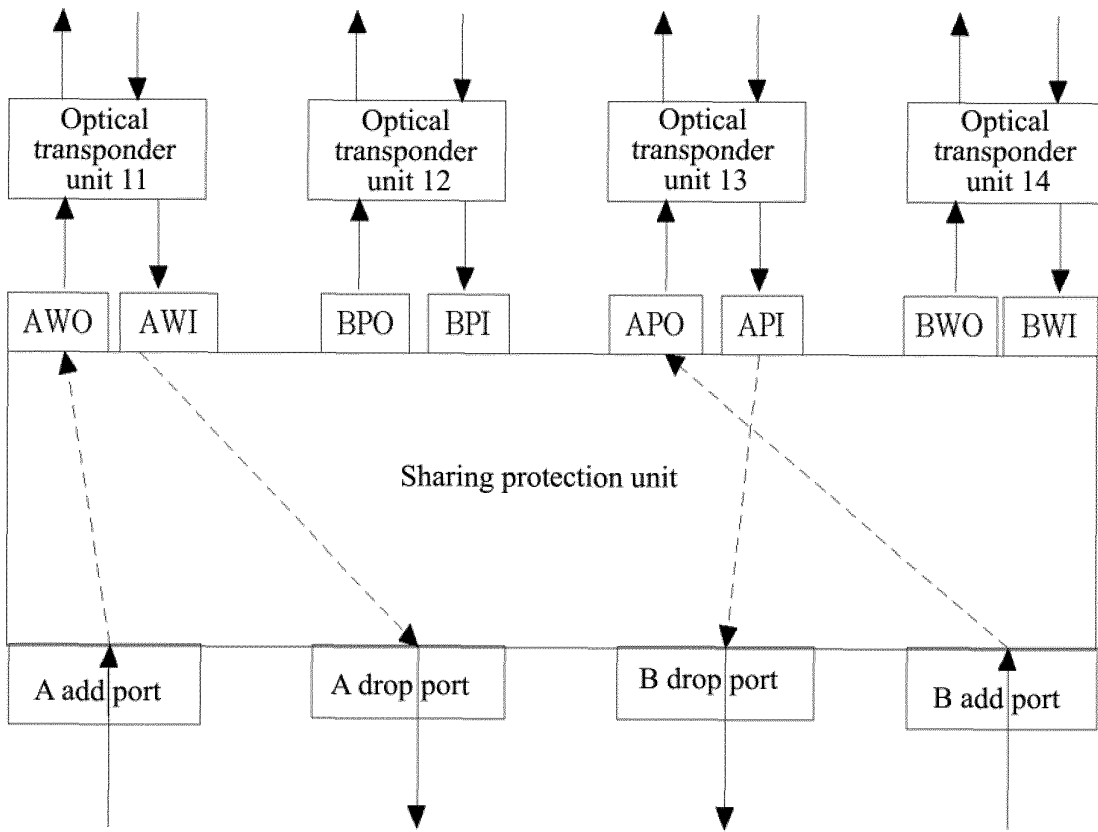 Optical
transponder
unit 11
Optical
transponder
unit 12
Optical
transponder
unit 13
Optical
transponder
unit 14
AWO
AWI
BPO
BPI
APO
API
BWO
BWI
Sharing protection unit
A add port
A drop port
B drop port
B add port